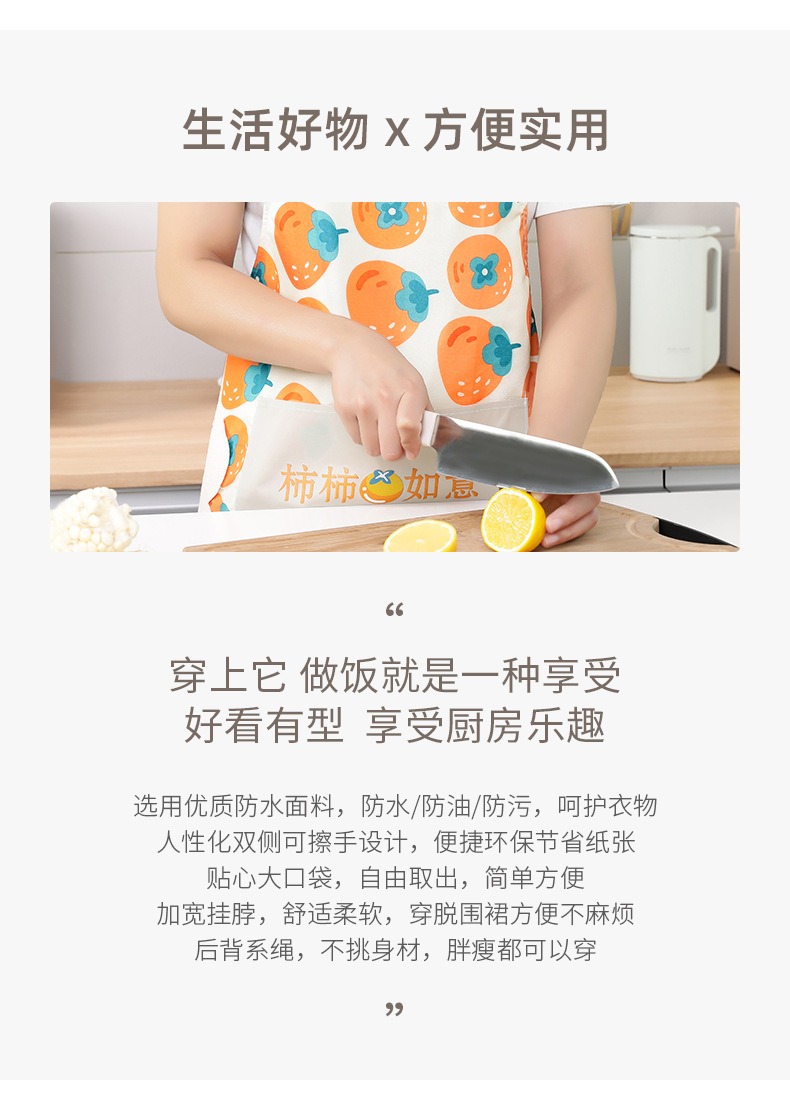 生活好物 x 方便实用
柿柿如意
“
穿上它 做饭就是一种享受
好看有型 享受厨房乐趣
选用优质防水面料，防水/防油/防污，呵护衣物
人性化双侧可擦手设计，便捷环保节省纸张
贴心大口袋，自由取出，简单方便
加宽挂脖，舒适柔软，穿脱围裙方便不麻烦
后背系绳，不挑身材，胖瘦都可以穿
”